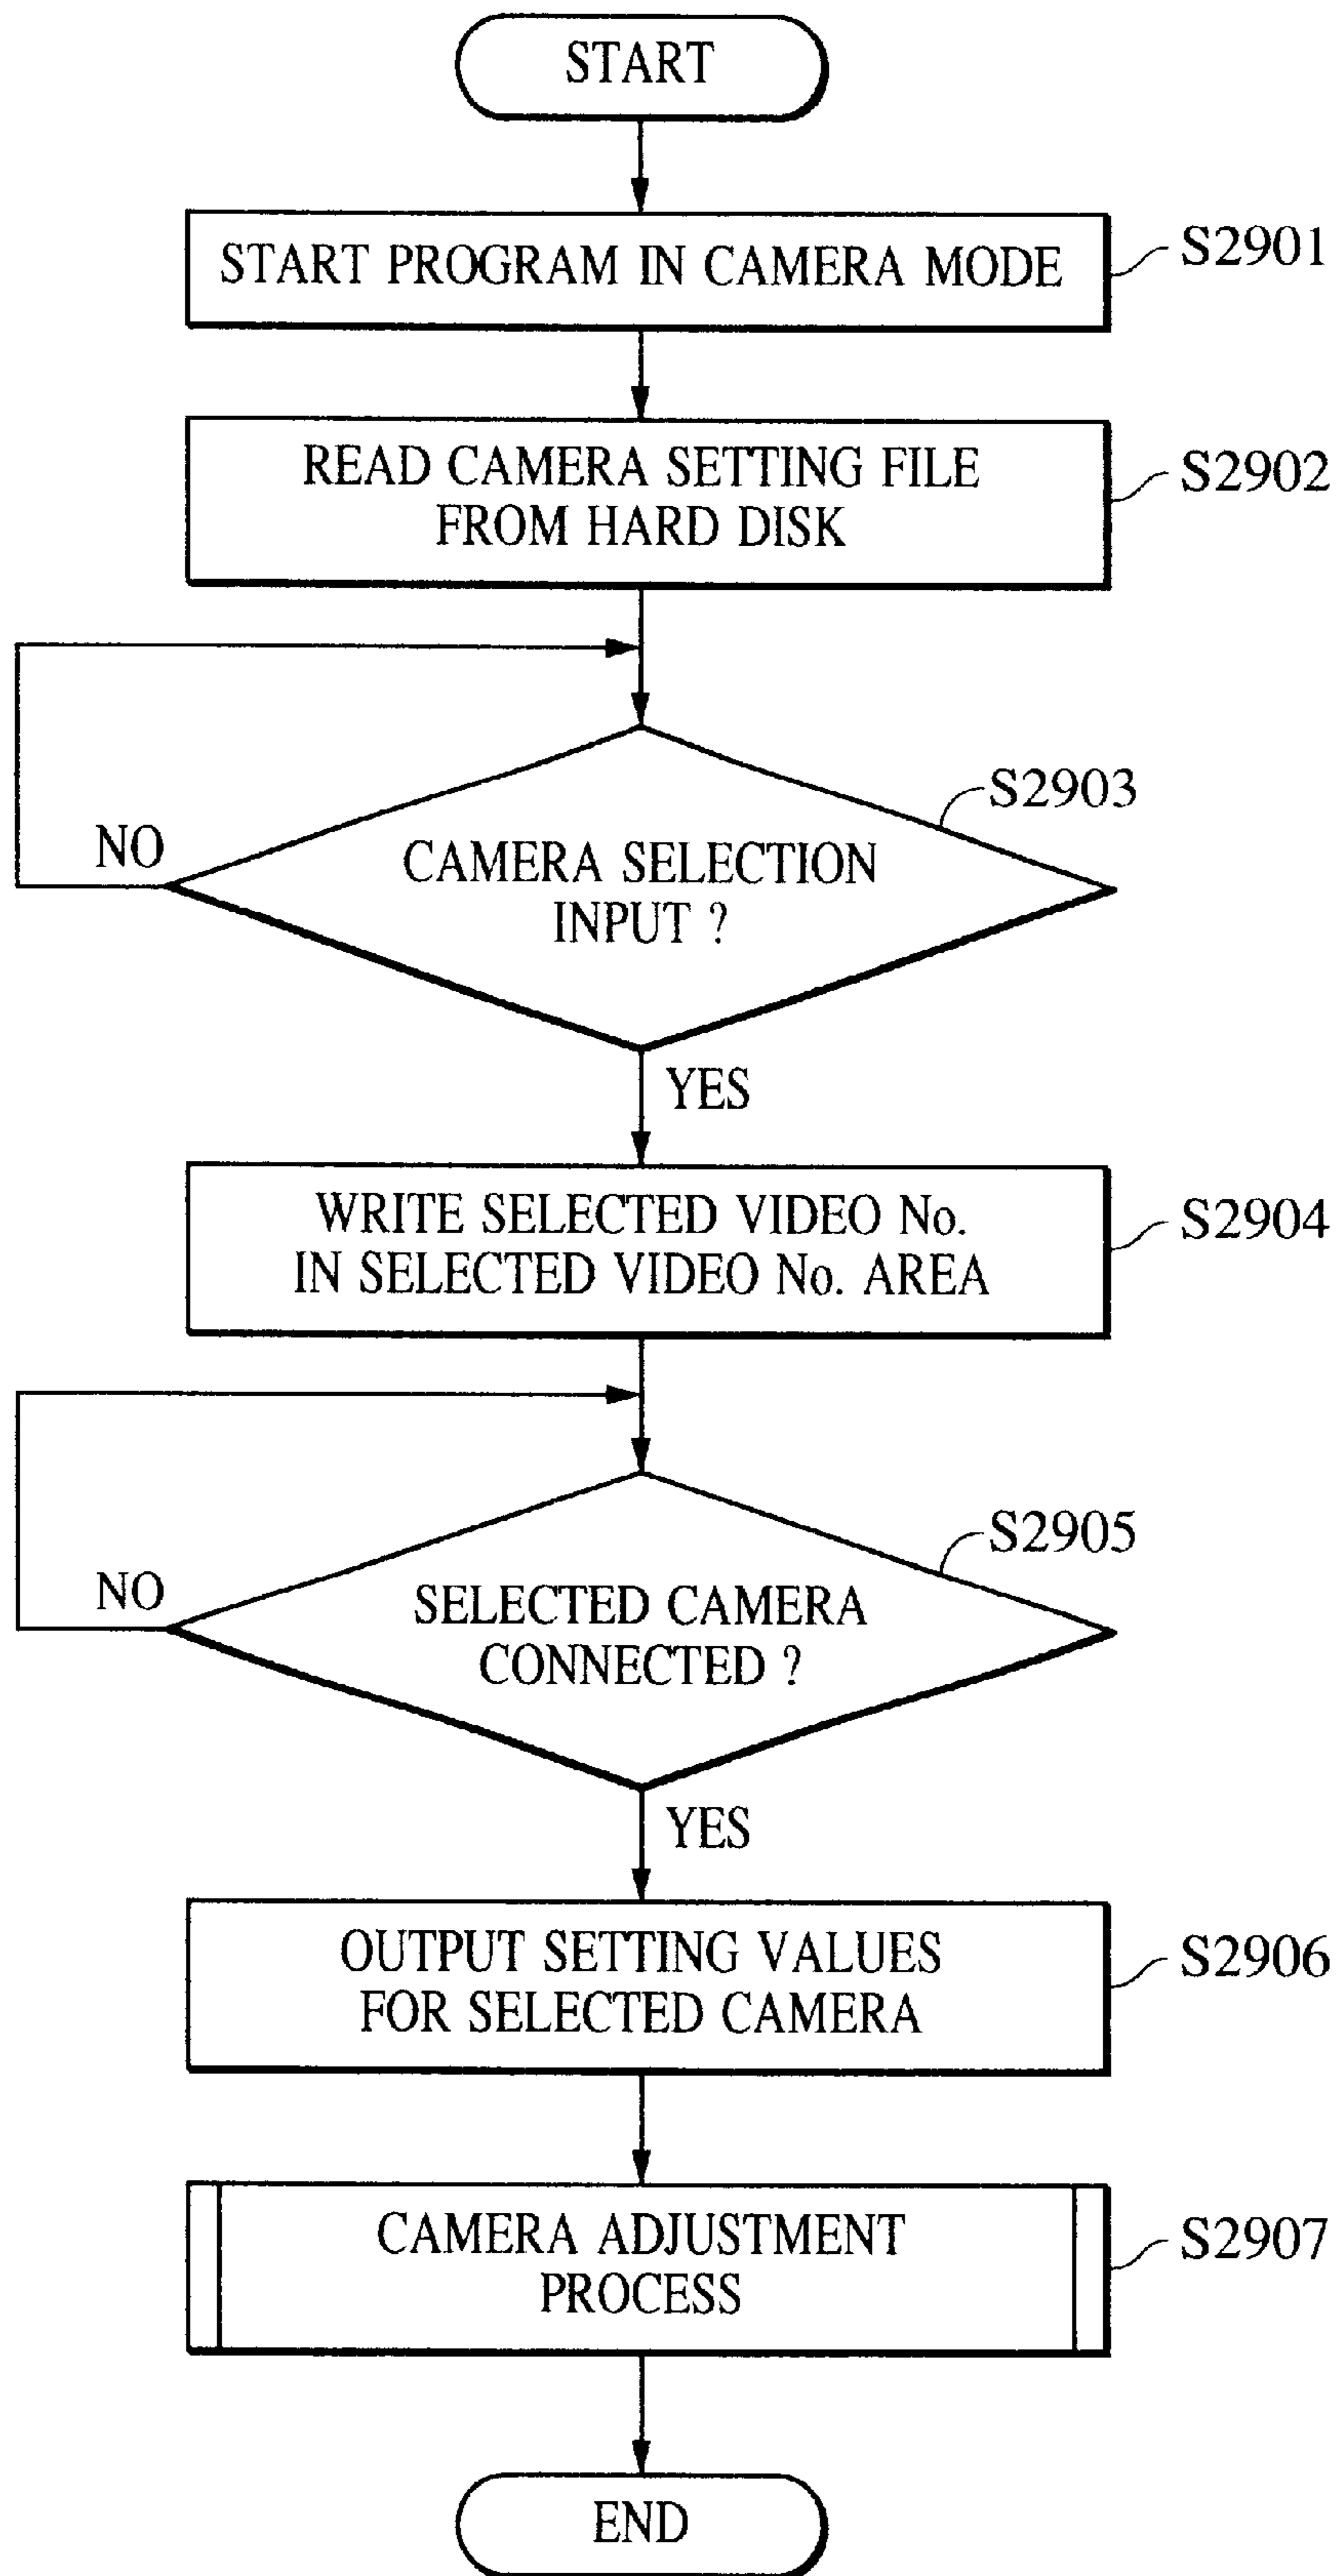 START
START PROGRAM IN CAMERA MODE
S2901
READ CAMERA SETTING FILE
FROM HARD DISK
S2902
S2903
NO
CAMERA SELECTION
INPUT ?
YES
WRITE SELECTED VIDEO No.
IN SELECTED VIDEO No. AREA
S2904
S2905
NO
SELECTED CAMERA
CONNECTED ?
YES
OUTPUT SETTING VALUES
FOR SELECTED CAMERA
S2906
CAMERA ADJUSTMENT
PROCESS
S2907
END